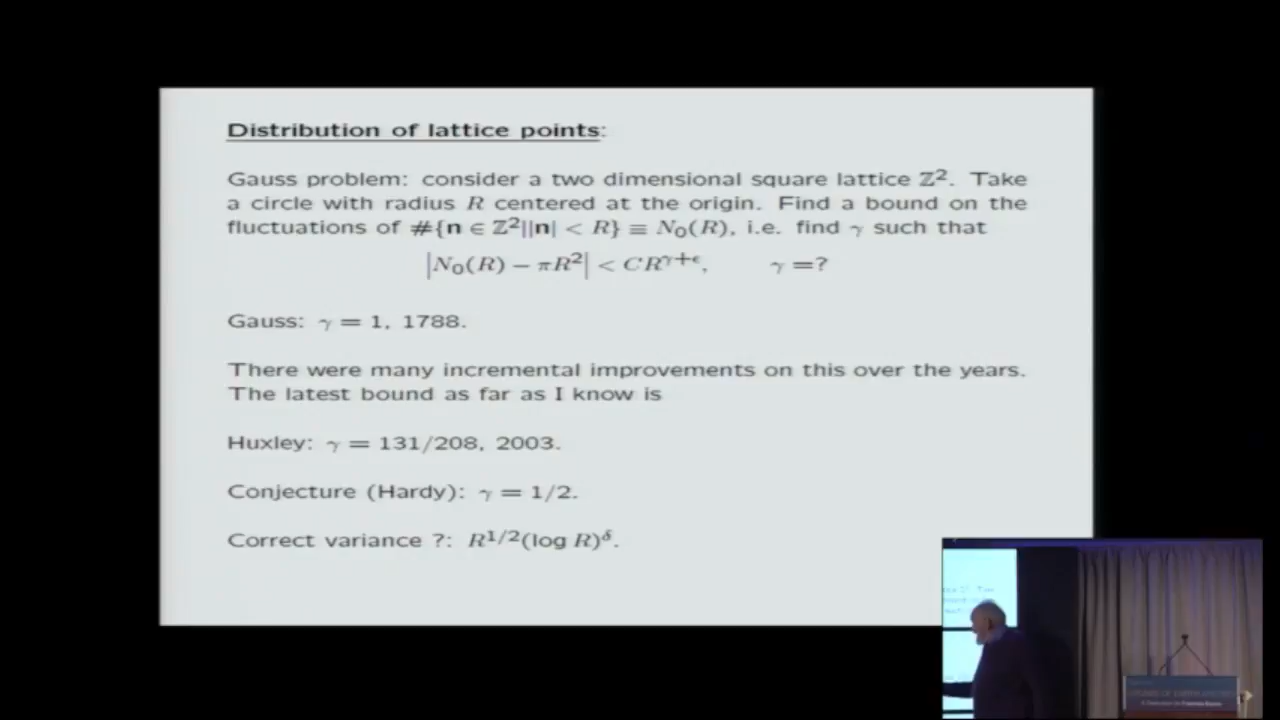 Distribution of lattice points:
Gauss problem: consider a two dimensional square lattice ℤ². Take
a circle with radius R centered at the origin. Find a bound on the
fluctuations of #{n ∈ ℤ²||n| < R} ≡ N₀(R), i.e. find γ such that
|N₀(R) − πR²| < CR^{γ+ϵ}, γ =?
Gauss: γ = 1, 1788.
There were many incremental improvements on this over the years.
The latest bound as far as I know is
Huxley: γ = 131/208, 2003.
Conjecture (Hardy): γ = 1/2.
Correct variance ?: R^{1/2}(log R)^δ.